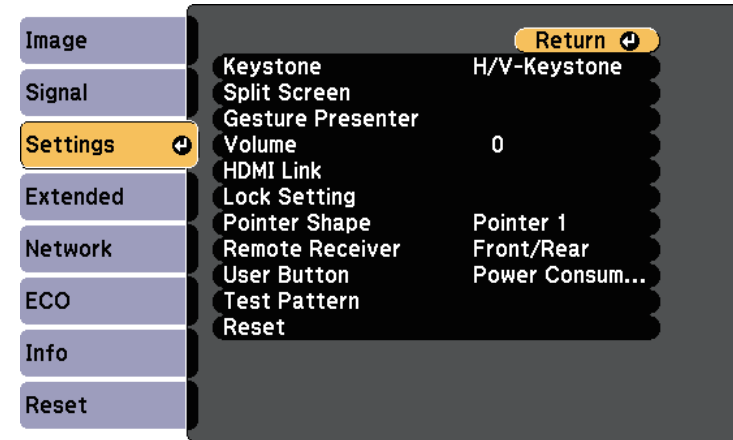 Image
Signal
Settings
Extended
Network
ECO
Info
Reset
Return
Keystone H/V-Keystone
Split Screen
Gesture Presenter
Volume 0
HDMI Link
Lock Setting
Pointer Shape Pointer 1
Remote Receiver Front/Rear
User Button Power Consum...
Test Pattern
Reset